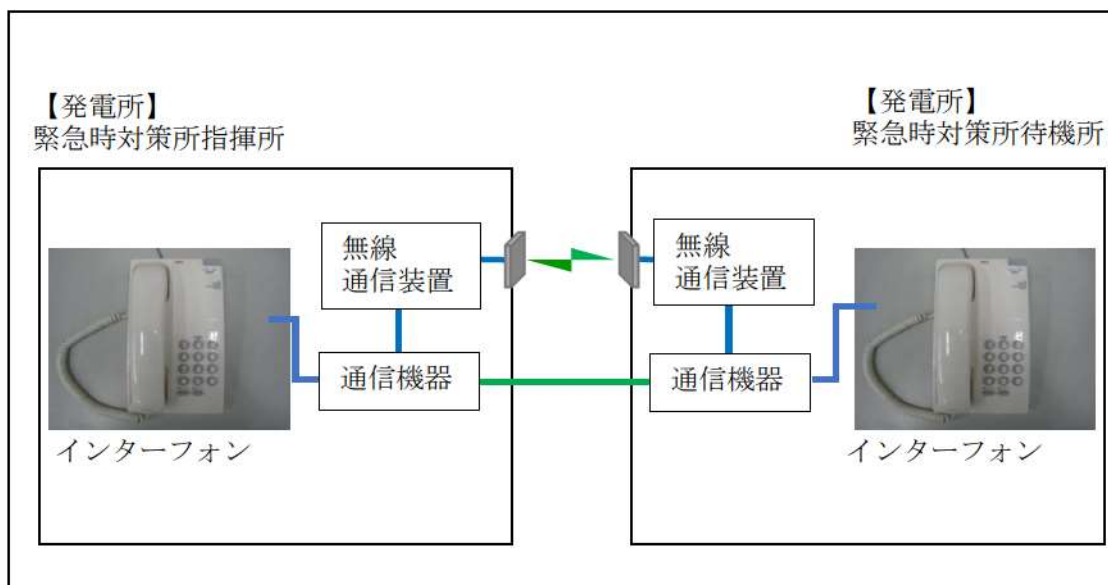 【発電所】
緊急時対策所指揮所
無線
通信装置
通信機器
インターフォン
【発電所】
緊急時対策所待機所
無線
通信装置
通信機器
インターフォン